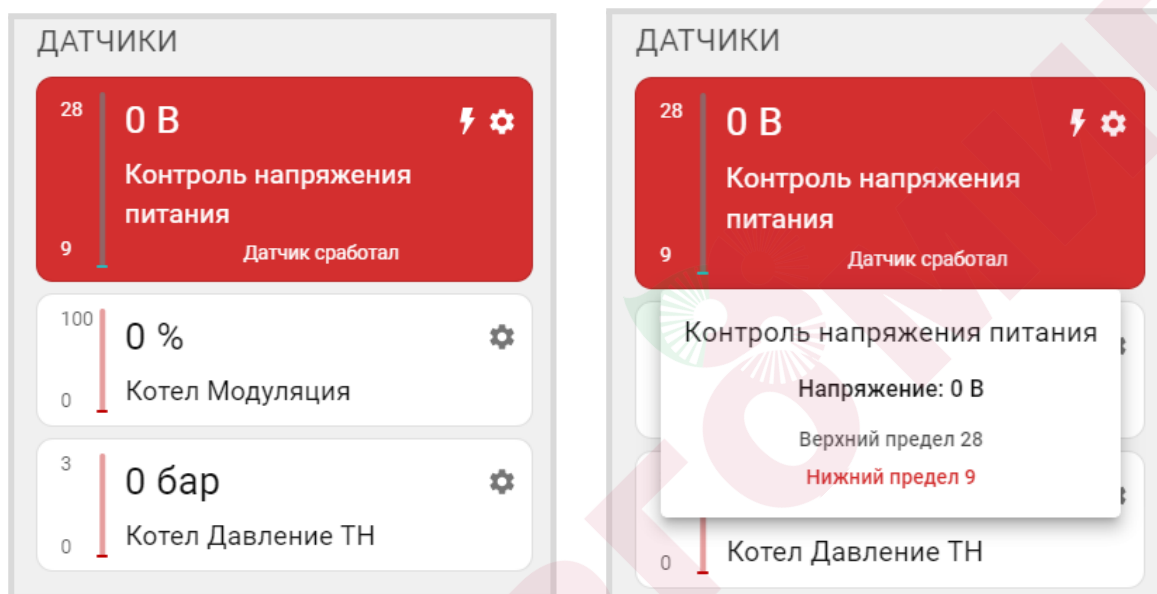 ДАТЧИКИ
28
0 В
Контроль напряжения
питания
9
Датчик сработал
100
0 %
Котел Модуляция
0
3
0 бар
Котел Давление ТН
0
ДАТЧИКИ
28
0 В
Контроль напряжения
питания
9
Датчик сработал
Контроль напряжения питания
Напряжение: 0 В
Верхний предел 28
Нижний предел 9
Котел Давление ТН
0